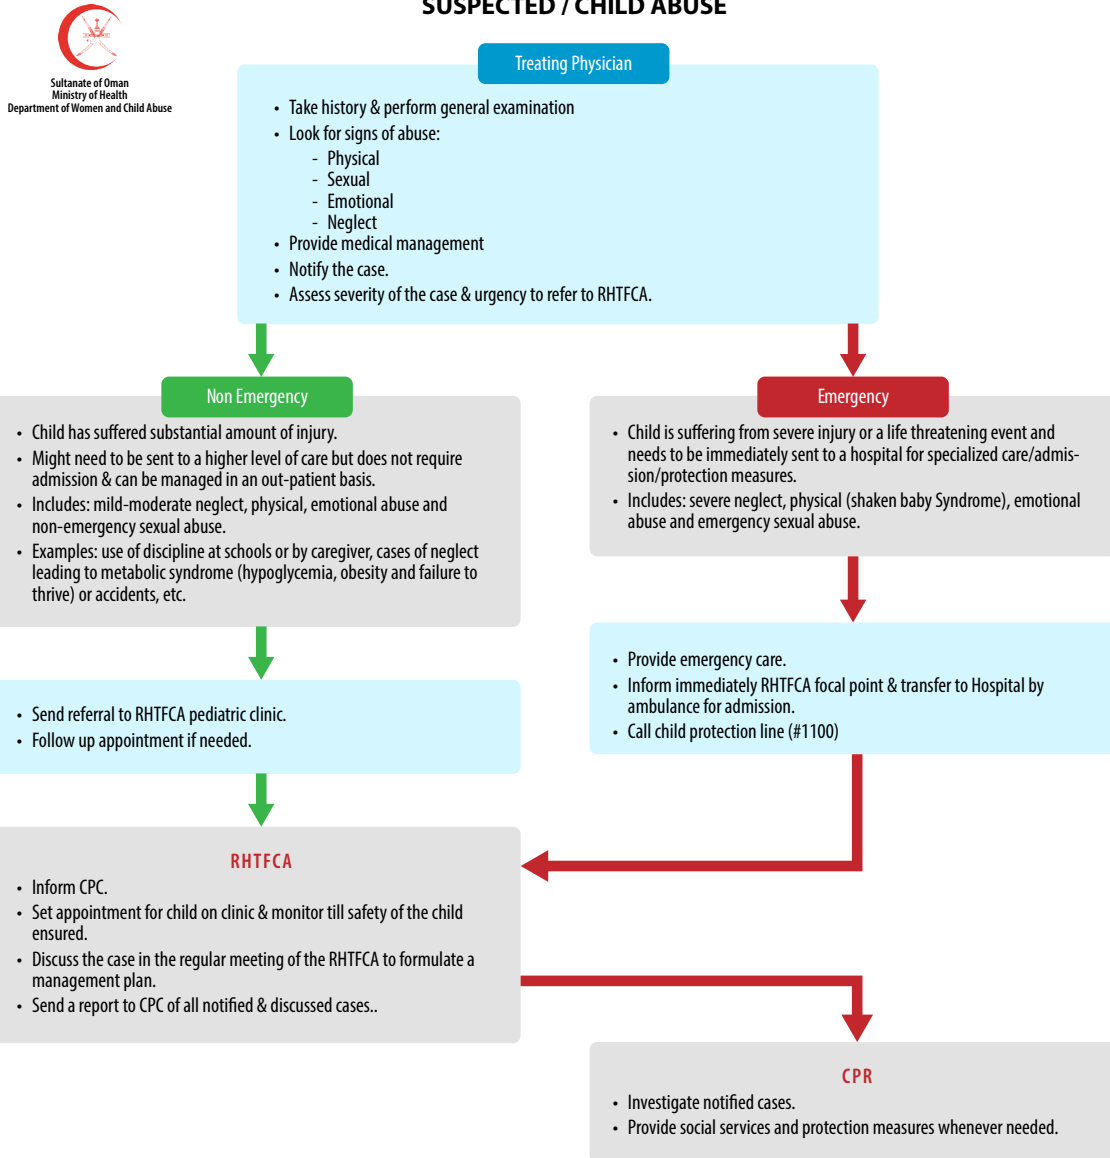 SUSPECTED / CHILD ABUSE
Sultanate of Oman
Ministry of Health
Department of Women and Child Abuse
Treating Physician
• Take history & perform general examination
• Look for signs of abuse:
- Physical
- Sexual
- Emotional
- Neglect
• Provide medical management
• Notify the case.
• Assess severity of the case & urgency to refer to RHTFCA.
Non Emergency
• Child has suffered substantial amount of injury.
• Might need to be sent to a higher level of care but does not require
admission & can be managed in an out-patient basis.
• Includes: mild-moderate neglect, physical, emotional abuse and
non-emergency sexual abuse.
• Examples: use of discipline at schools or by caregiver, cases of neglect
leading to metabolic syndrome (hypoglycemia, obesity and failure to
thrive) or accidents, etc.
Emergency
• Child is suffering from severe injury or a life threatening event and
needs to be immediately sent to a hospital for specialized care/admis-
sion/protection measures.
• Includes: severe neglect, physical (shaken baby Syndrome), emotional
abuse and emergency sexual abuse.
• Send referral to RHTFCA pediatric clinic.
• Follow up appointment if needed.
• Provide emergency care.
• Inform immediately RHTFCA focal point & transfer to Hospital by
ambulance for admission.
• Call child protection line (#1100)
RHTFCA
• Inform CPC.
• Set appointment for child on clinic & monitor till safety of the child
ensured.
• Discuss the case in the regular meeting of the RHTFCA to formulate a
management plan.
• Send a report to CPC of all notified & discussed cases..
CPR
• Investigate notified cases.
• Provide social services and protection measures whenever needed.